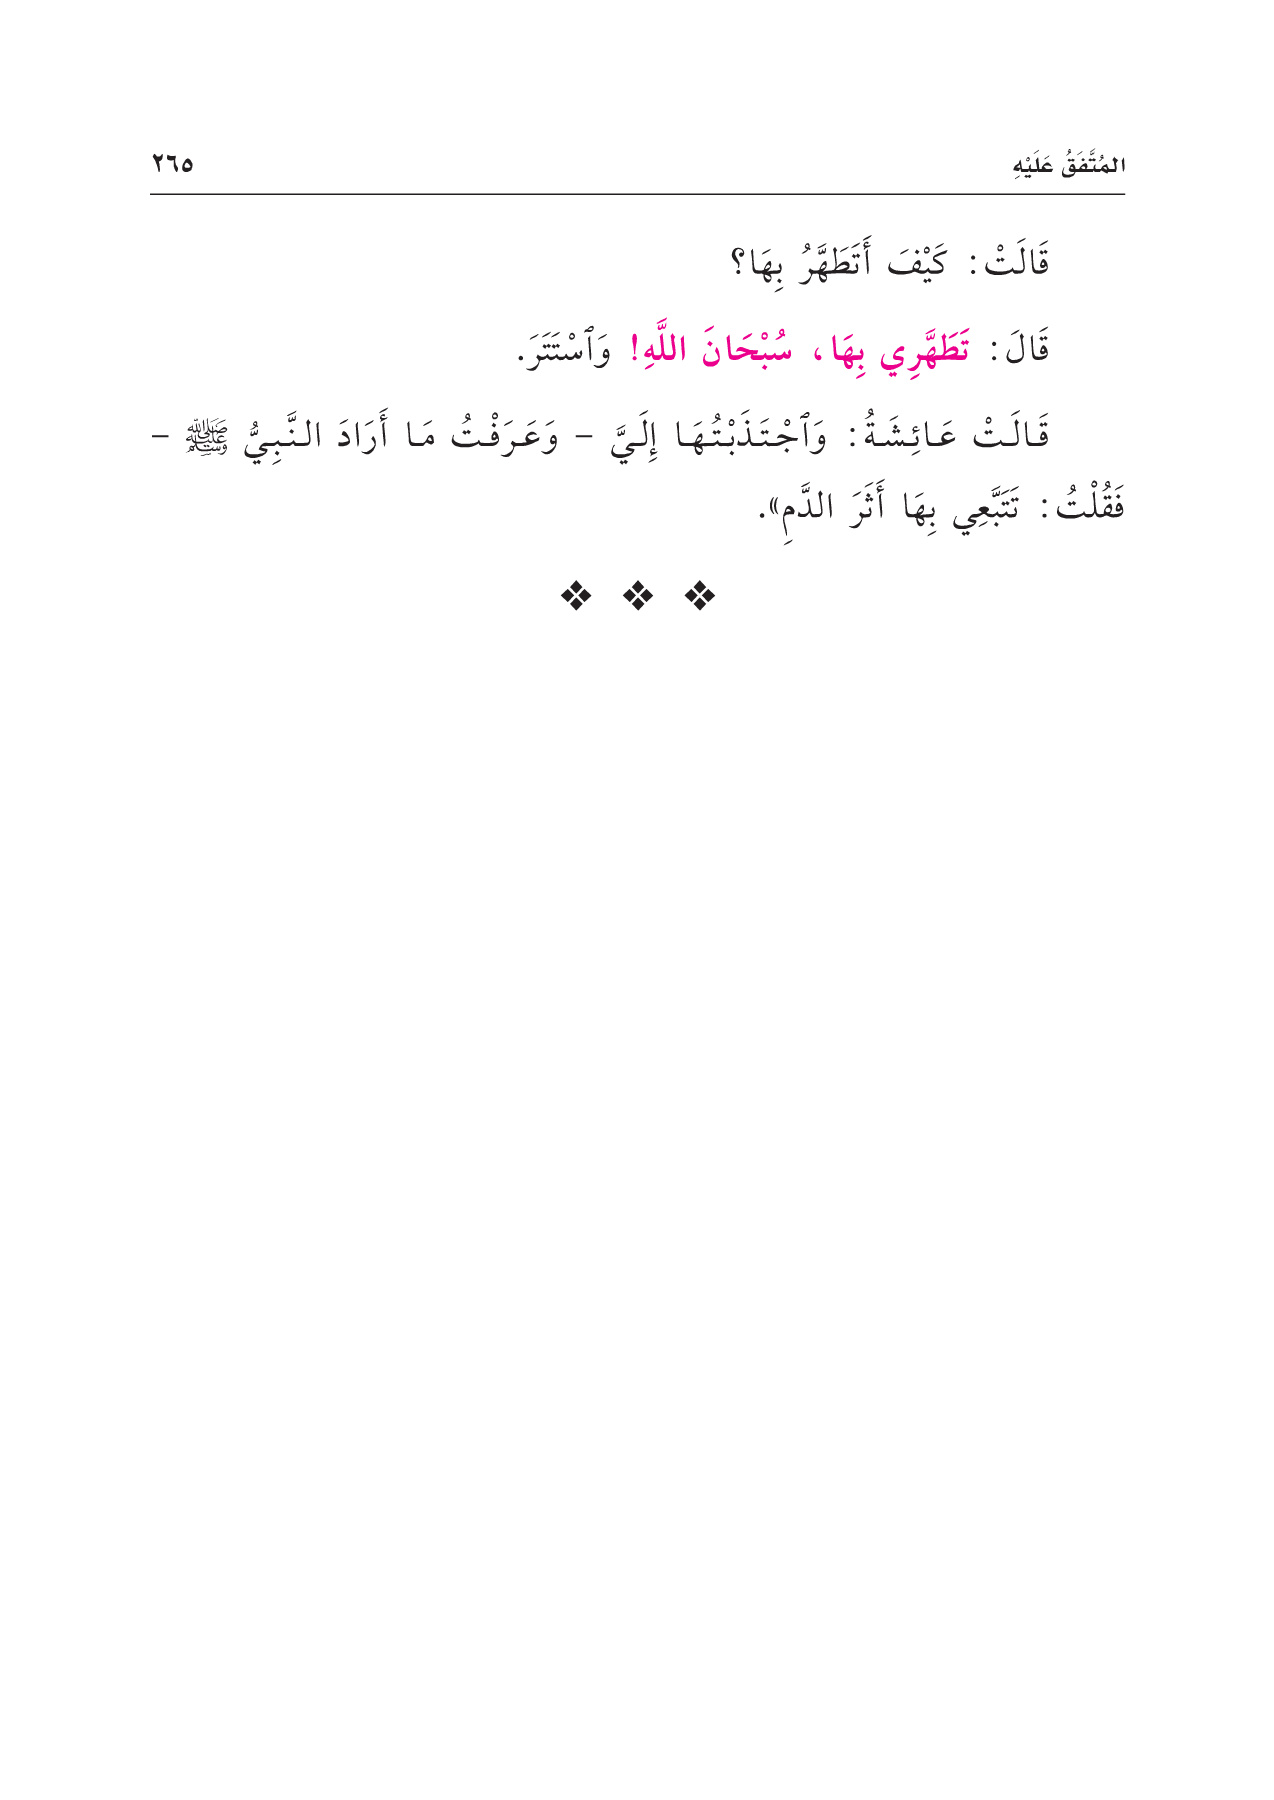 المُتَّفَقُ عَلَيْهِ ٢٦٥
قَالَتْ: كَيْفَ أَتَطَهَّرُ بِهَا؟
قَالَ: تَطَهَّرِي بِهَا، سُبْحَانَ اللَّهِ! وَٱسْتَتَرَ.
قَالَتْ عَائِشَةُ: وَٱجْتَذَبْتُهَا إِلَيَّ - وَعَرَفْتُ مَا أَرَادَ النَّبِيُّ ﷺ -
فَقُلْتُ: تَتَبَّعِي بِهَا أَثَرَ الدَّمِ».